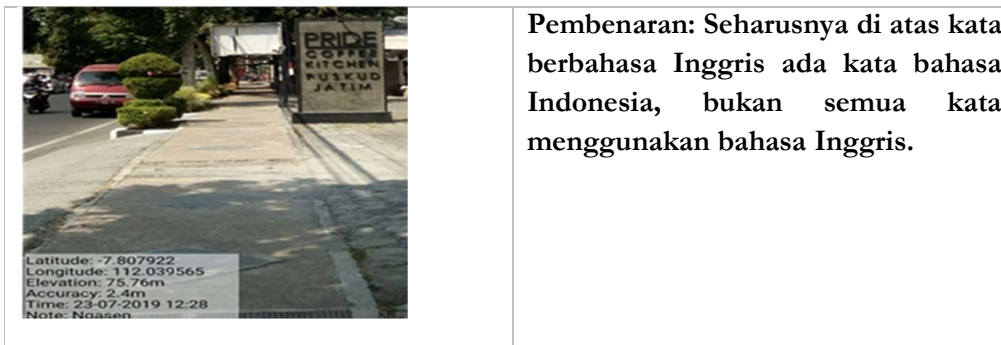 PRIDE
COFFEE
KITCHEN
PUSKUD
JATIM
Latitude: -7.807922
Longitude: 112.039565
Elevation: 75.76m
Accuracy: 2.4m
Time: 23-07-2019 12:28
Note: Ngasen
Pembenaran: Seharusnya di atas kata
berbahasa Inggris ada kata bahasa
Indonesia, bukan semua kata
menggunakan bahasa Inggris.